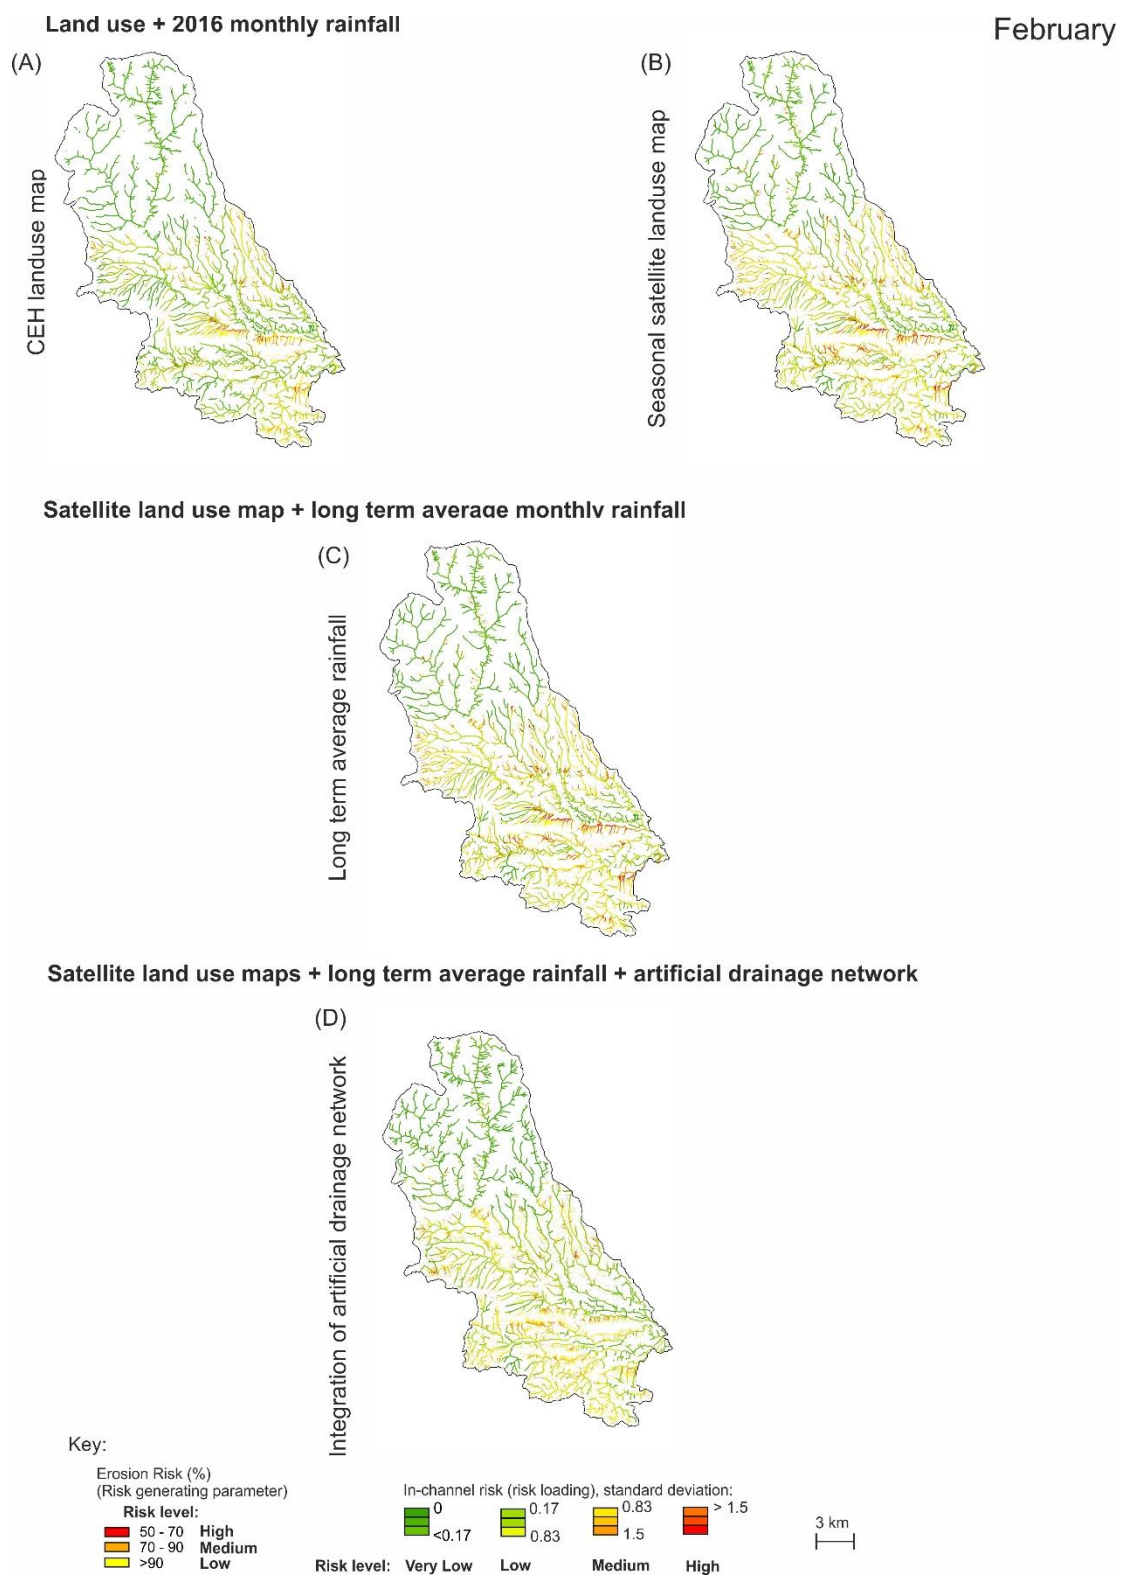 Land use + 2016 monthly rainfall
February
(A)
(B)
CEH landuse map
Seasonal satellite landuse map
Satellite land use map + long term average monthly rainfall
(C)
Long term average rainfall
Satellite land use maps + long term average rainfall + artificial drainage network
(D)
Integration of artificial drainage network
Key:
Erosion Risk (%)
(Risk generating parameter)
Risk level:
50 - 70 High
70 - 90 Medium
>90 Low
In-channel risk (risk loading), standard deviation:
0 0.17 0.83 > 1.5
<0.17 0.83 1.5
Risk level: Very Low Low Medium High
3 km